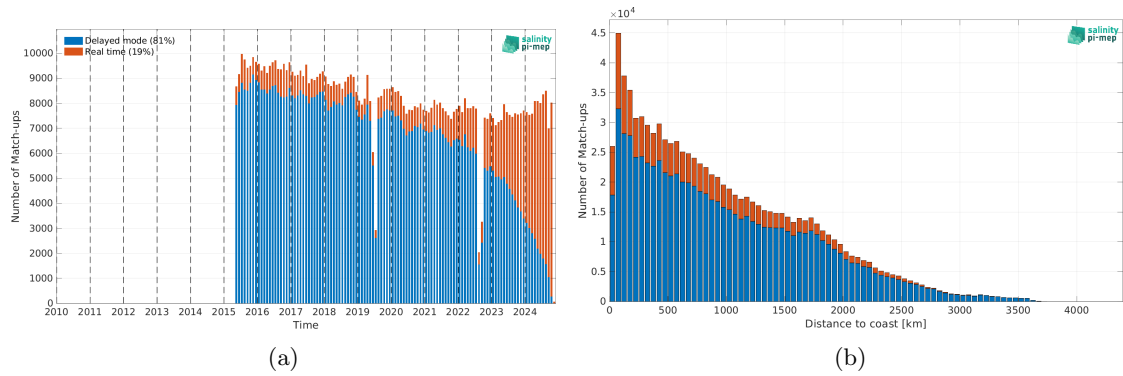 Delayed mode (81%)
Real time (19%)
salinity
pi-mep
10000
9000
8000
7000
6000
5000
4000
3000
2000
1000
0
Number of Match-ups
2010 2011 2012 2013 2014 2015 2016 2017 2018 2019 2020 2021 2022 2023 2024
Time
(a)
×10⁴
salinity
pi-mep
4.5
4
3.5
3
2.5
2
1.5
1
0.5
0
Number of Match-ups
0 500 1000 1500 2000 2500 3000 3500 4000
Distance to coast [km]
(b)